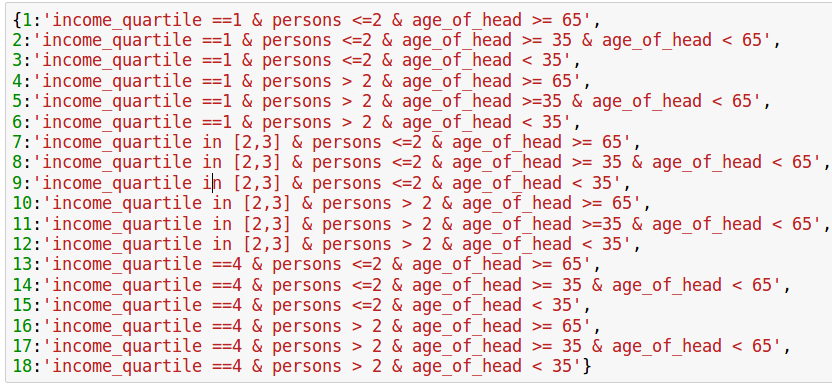 {1:'income_quartile ==1 & persons <=2 & age_of_head >= 65',
2:'income_quartile ==1 & persons <=2 & age_of_head >= 35 & age_of_head < 65',
3:'income_quartile ==1 & persons <=2 & age_of_head < 35',
4:'income_quartile ==1 & persons > 2 & age_of_head >= 65',
5:'income_quartile ==1 & persons > 2 & age_of_head >=35 & age_of_head < 65',
6:'income_quartile ==1 & persons > 2 & age_of_head < 35',
7:'income_quartile in [2,3] & persons <=2 & age_of_head >= 65',
8:'income_quartile in [2,3] & persons <=2 & age_of_head >= 35 & age_of_head < 65',
9:'income_quartile in [2,3] & persons <=2 & age_of_head < 35',
10:'income_quartile in [2,3] & persons > 2 & age_of_head >= 65',
11:'income_quartile in [2,3] & persons > 2 & age_of_head >=35 & age_of_head < 65',
12:'income_quartile in [2,3] & persons > 2 & age_of_head < 35',
13:'income_quartile ==4 & persons <=2 & age_of_head >= 65',
14:'income_quartile ==4 & persons <=2 & age_of_head >= 35 & age_of_head < 65',
15:'income_quartile ==4 & persons <=2 & age_of_head < 35',
16:'income_quartile ==4 & persons > 2 & age_of_head >= 65',
17:'income_quartile ==4 & persons > 2 & age_of_head >= 35 & age_of_head < 65',
18:'income_quartile ==4 & persons > 2 & age_of_head < 35'}